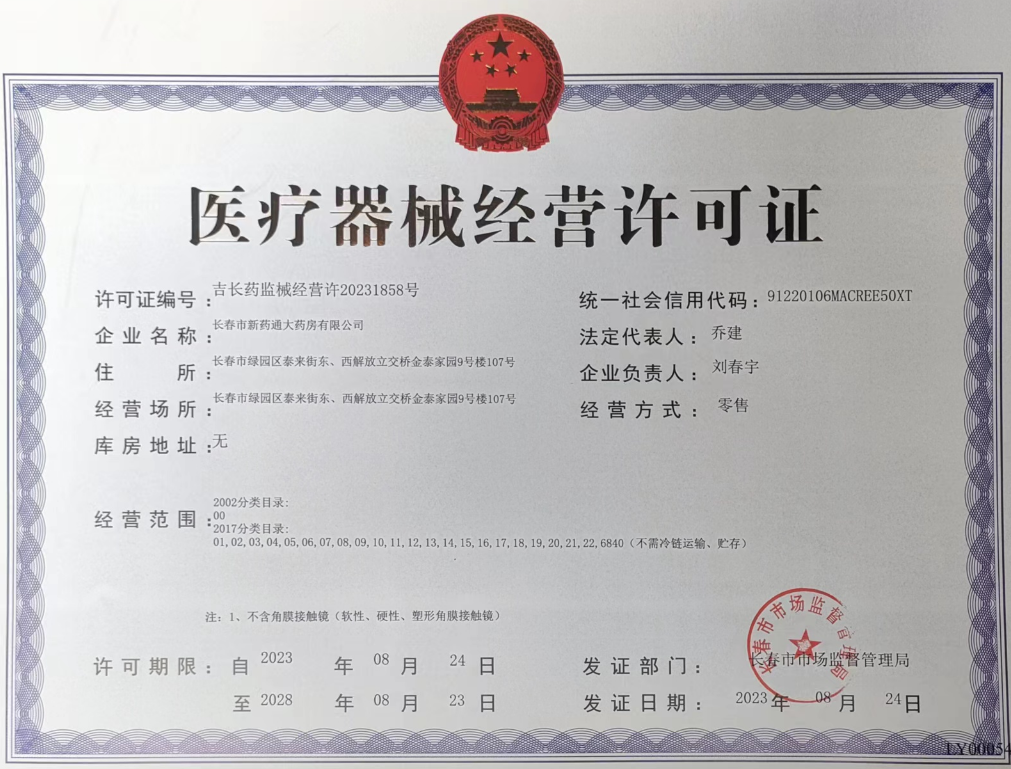 医疗器械经营许可证
许可证编号：吉长药监械经营许20231858号
统一社会信用代码：91220106MACREE50XT
企业名称：长春市新药通大药房有限公司
法定代表人：乔建
住所：长春市绿园区泰来街东、西解放立交桥金泰家园9号楼107号
企业负责人：刘春宇
经营场所：长春市绿园区泰来街东、西解放立交桥金泰家园9号楼107号
经营方式：零售
库房地址：无
经营范围：
2002分类目录:
00
2017分类目录:
01,02,03,04,05,06,07,08,09,10,11,12,13,14,15,16,17,18,19,20,21,22,6840（不需冷链运输、贮存）
注：1、不含角膜接触镜（软性、硬性、塑形角膜接触镜）
许可期限：自 2023 年 08 月 24 日
至 2028 年 08 月 23 日
发证部门：长春市市场监督管理局
发证日期：2023年 08 月 24日
长春市市场监督管理局
LY00054